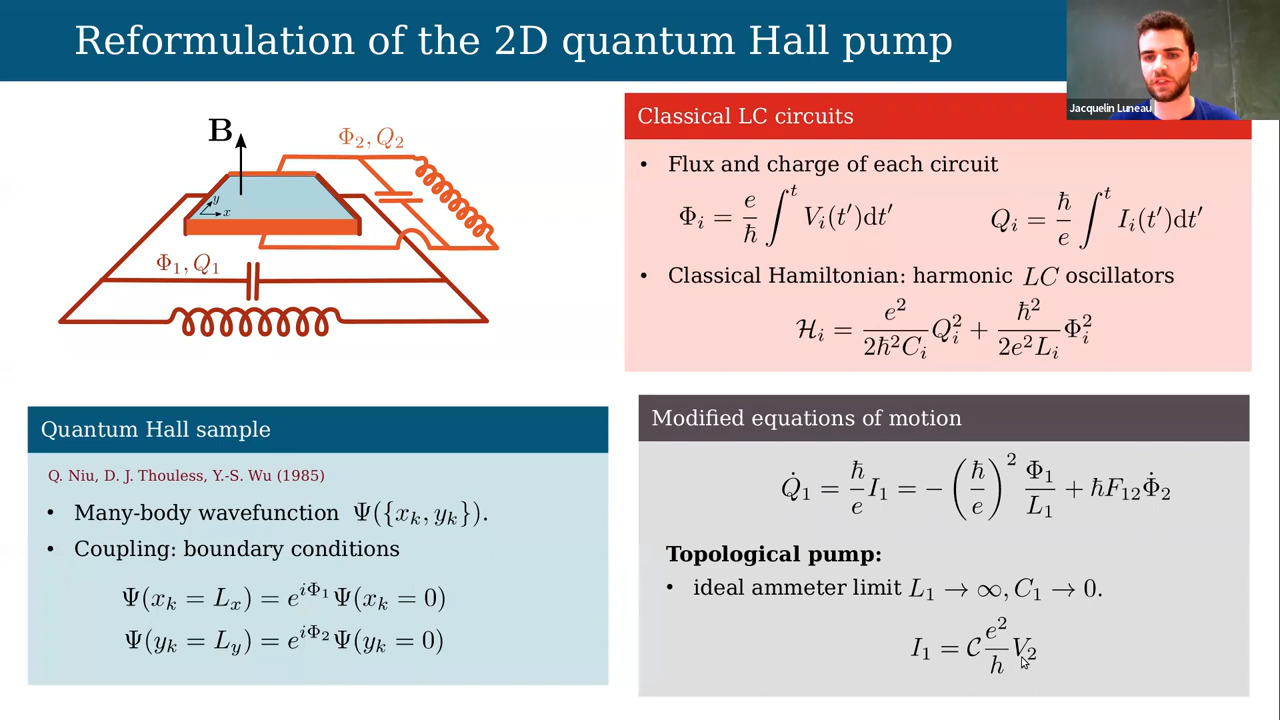 Reformulation of the 2D quantum Hall pump
Jacquelin Luneau
B
Φ₂, Q₂
y
x
Φ₁, Q₁
Classical LC circuits
• Flux and charge of each circuit
Φᵢ = e/ħ ∫ᵗ Vᵢ(t′)dt′ Qᵢ = ħ/e ∫ᵗ Iᵢ(t′)dt′
• Classical Hamiltonian: harmonic LC oscillators
ℋᵢ = e²/2ħ²Cᵢ Qᵢ² + ħ²/2e²Lᵢ Φᵢ²
Quantum Hall sample
Q. Niu, D. J. Thouless, Y.-S. Wu (1985)
• Many-body wavefunction Ψ({xₖ, yₖ}).
• Coupling: boundary conditions
Ψ(xₖ = Lₓ) = e^{iΦ₁}Ψ(xₖ = 0)
Ψ(yₖ = L_y) = e^{iΦ₂}Ψ(yₖ = 0)
Modified equations of motion
Q̇₁ = ħ/e I₁ = −(ħ/e)² Φ₁/L₁ + ħF₁₂Φ̇₂
Topological pump:
• ideal ammeter limit L₁ → ∞, C₁ → 0.
I₁ = 𝒞 e²/h V₂